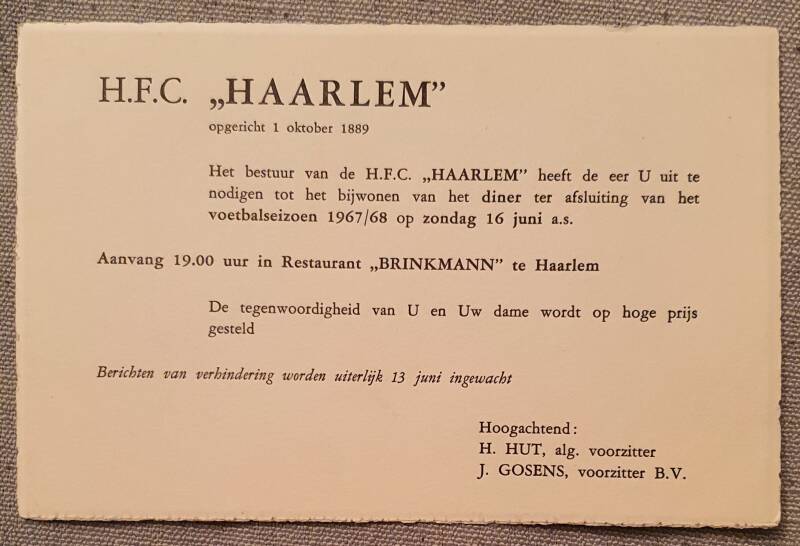 H.F.C. „HAARLEM”
opgericht 1 oktober 1889
Het bestuur van de H.F.C. „HAARLEM” heeft de eer U uit te
nodigen tot het bijwonen van het diner ter afsluiting van het
voetbalseizoen 1967/68 op zondag 16 juni a.s.
Aanvang 19.00 uur in Restaurant „BRINKMANN” te Haarlem
De tegenwoordigheid van U en Uw dame wordt op hoge prijs
gesteld
Berichten van verhindering worden uiterlijk 13 juni ingewacht
Hoogachtend:
H. HUT, alg. voorzitter
J. GOSENS, voorzitter B.V.